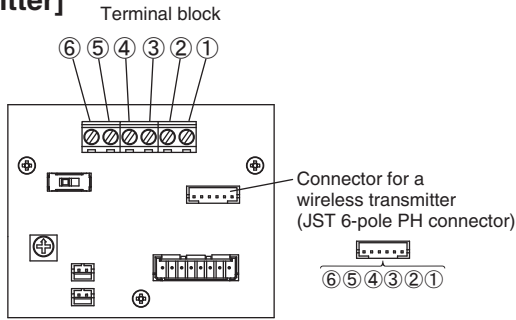 itter]
Terminal block
⑥ ⑤ ④ ③ ② ①
Connector for a
wireless transmitter
(JST 6-pole PH connector)
⑥⑤④③②①